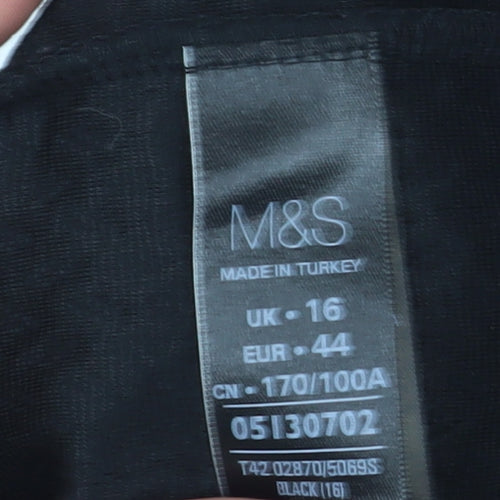 M&S
MADE IN TURKEY
UK • 16
EUR • 44
CN • 170/100A
05130702
T42 02870/5069S
BLACK (16)